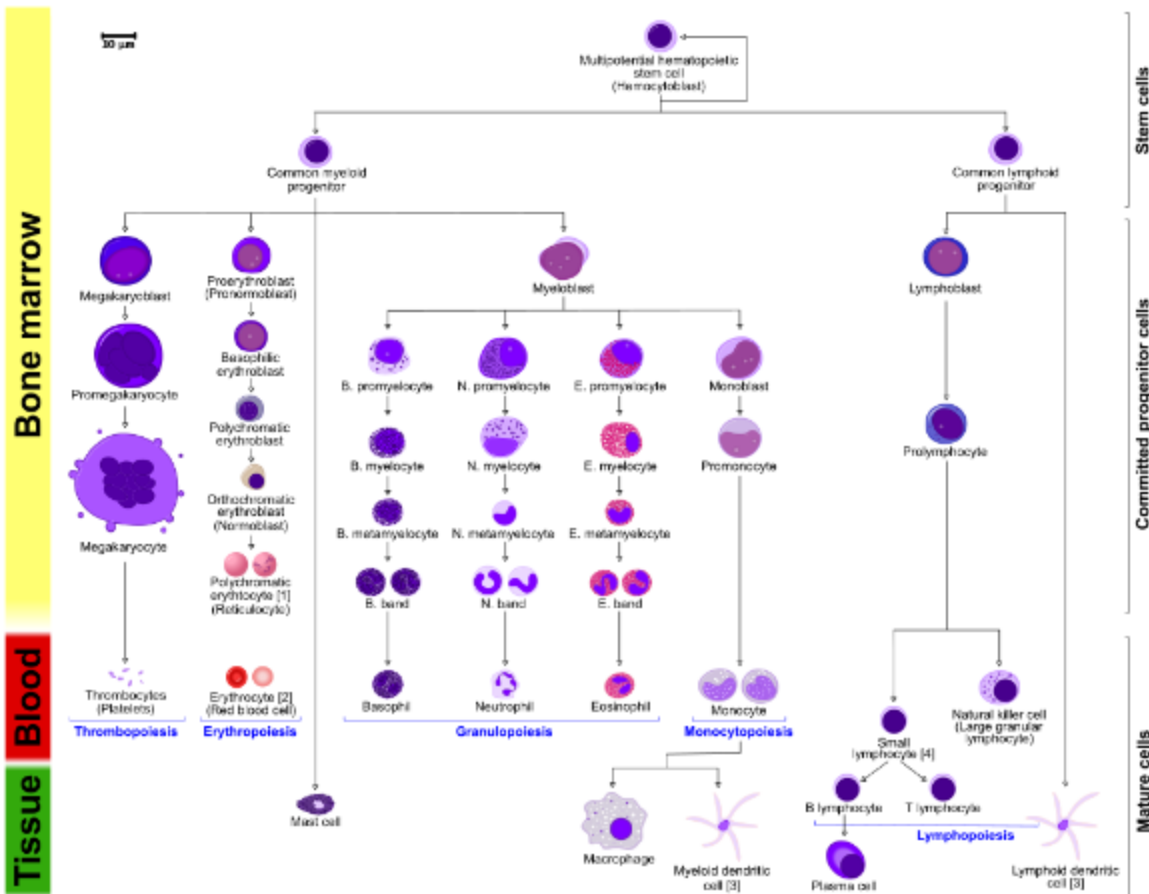 10 μm
Multipotential hematopoietic
stem cell
(Hemocytoblast)
Common myeloid
progenitor
Common lymphoid
progenitor
Megakaryoblast
Proerythroblast
(Pronormoblast)
Myeloblast
Lymphoblast
Basophilic
erythroblast
Promegakaryocyte
B. promyelocyte
N. promyelocyte
E. promyelocyte
Monoblast
Polychromatic
erythroblast
B. myelocyte
N. myelocyte
E. myelocyte
Promonocyte
Prolymphocyte
Orthochromatic
erythroblast
(Normoblast)
Megakaryocyte
B. metamyelocyte
N. metamyelocyte
E. metamyelocyte
Polychromatic
erythtocyte [1]
(Reticulocyte)
B. band
N. band
E. band
Thrombocytes
(Platelets)
Erythrocyte [2]
(Red blood cell)
Basophil
Neutrophil
Eosinophil
Monocyte
Natural killer cell
(Large granular
lymphocyte)
Small
lymphocyte [4]
Thrombopoiesis
Erythropoiesis
Granulopoiesis
Monocytopoiesis
Mast cell
B lymphocyte
T lymphocyte
Lymphopoiesis
Macrophage
Myeloid dendritic
cell [3]
Plasma cell
Lymphoid dendritic
cell [3]
Bone marrow
Blood
Tissue
Stem cells
Committed progenitor cells
Mature cells